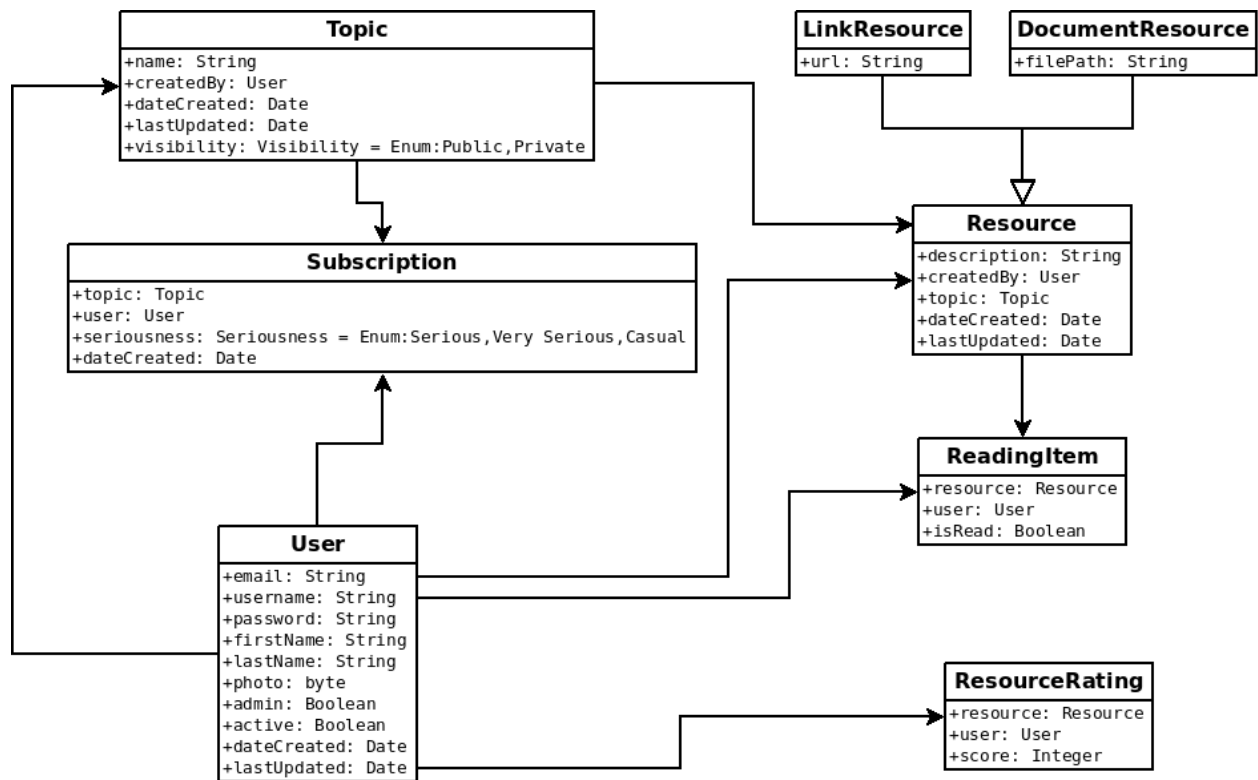 Topic
+name: String
+createdBy: User
+dateCreated: Date
+lastUpdated: Date
+visibility: Visibility = Enum:Public,Private
LinkResource
+url: String
DocumentResource
+filePath: String
Subscription
+topic: Topic
+user: User
+seriousness: Seriousness = Enum:Serious,Very Serious,Casual
+dateCreated: Date
Resource
+description: String
+createdBy: User
+topic: Topic
+dateCreated: Date
+lastUpdated: Date
ReadingItem
+resource: Resource
+user: User
+isRead: Boolean
User
+email: String
+username: String
+password: String
+firstName: String
+lastName: String
+photo: byte
+admin: Boolean
+active: Boolean
+dateCreated: Date
+lastUpdated: Date
ResourceRating
+resource: Resource
+user: User
+score: Integer